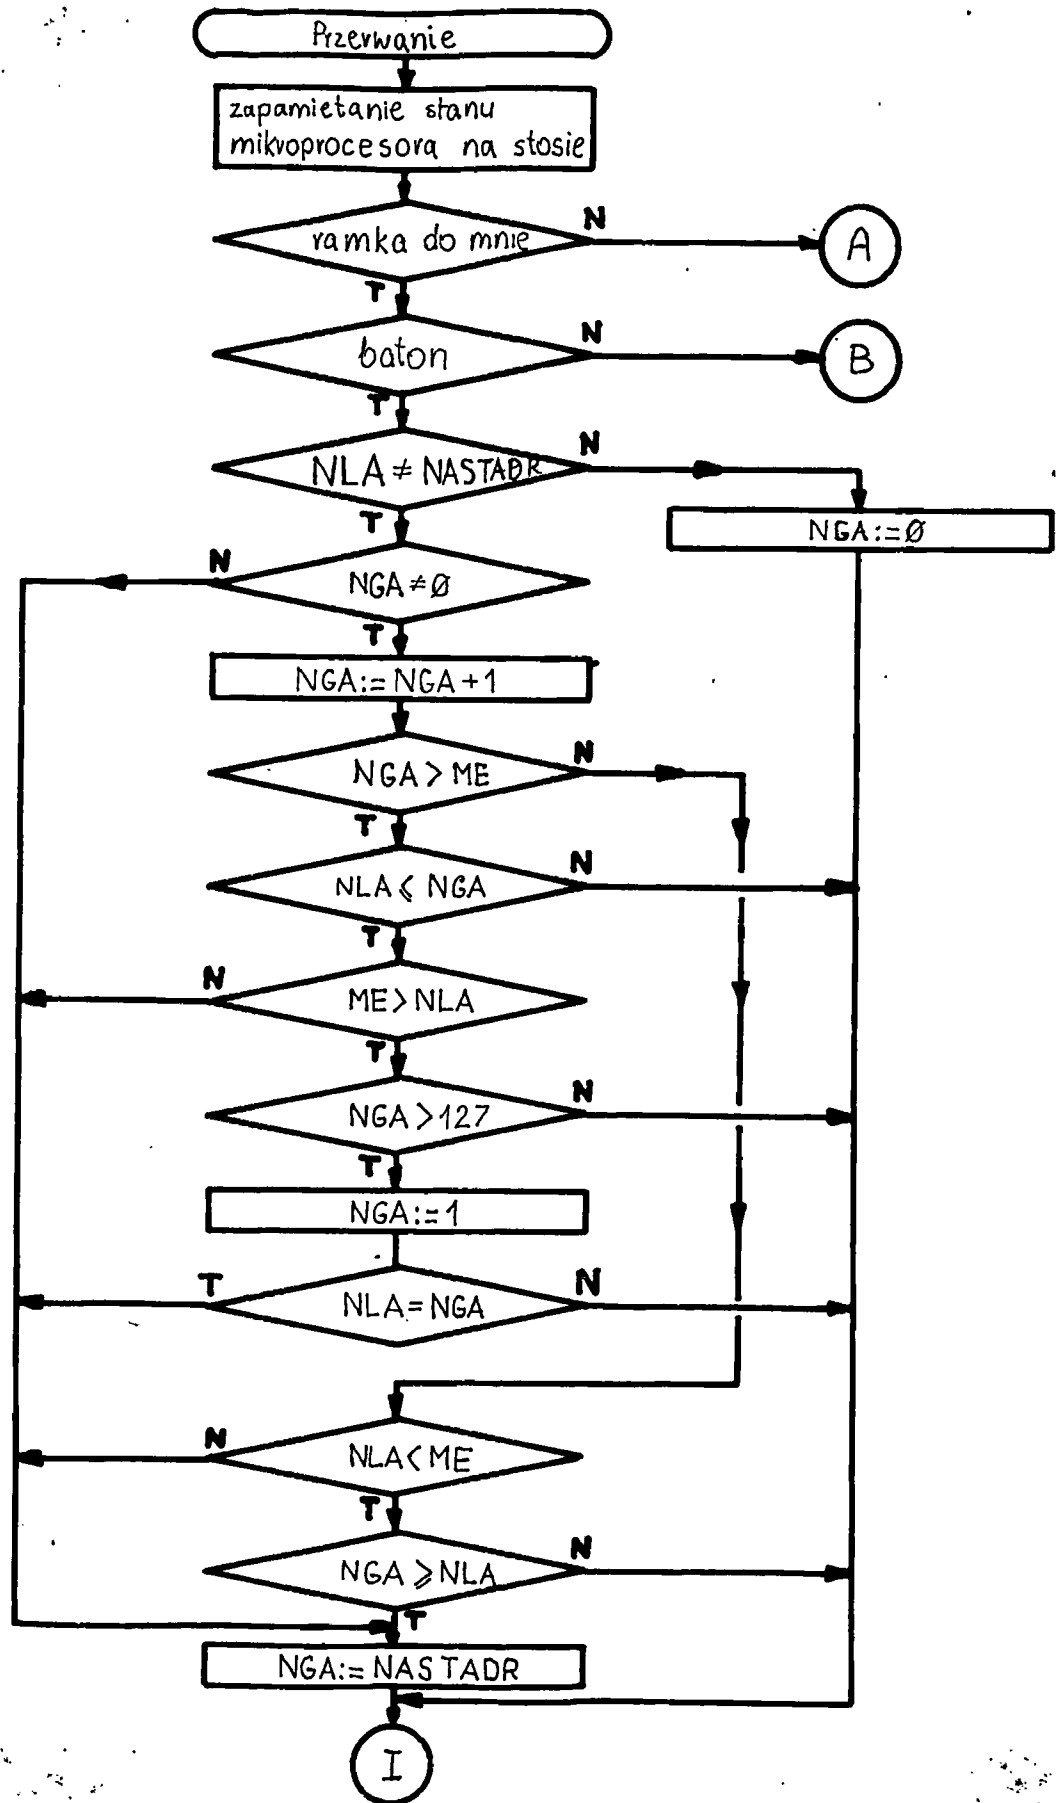 Przerwanie
zapamietanie stanu
mikroprocesora na stosie
ramka do mnie
N
A
T
baton
N
B
T
NLA ≠ NASTADR
N
T
NGA:=Ø
N
NGA≠Ø
T
NGA:= NGA+1
NGA > ME
N
T
NLA ⩽ NGA
N
T
N
ME > NLA
T
NGA > 127
N
T
NGA:=1
T
NLA = NGA
N
N
NLA < ME
T
NGA ⩾ NLA
N
T
NGA:= NASTADR
I